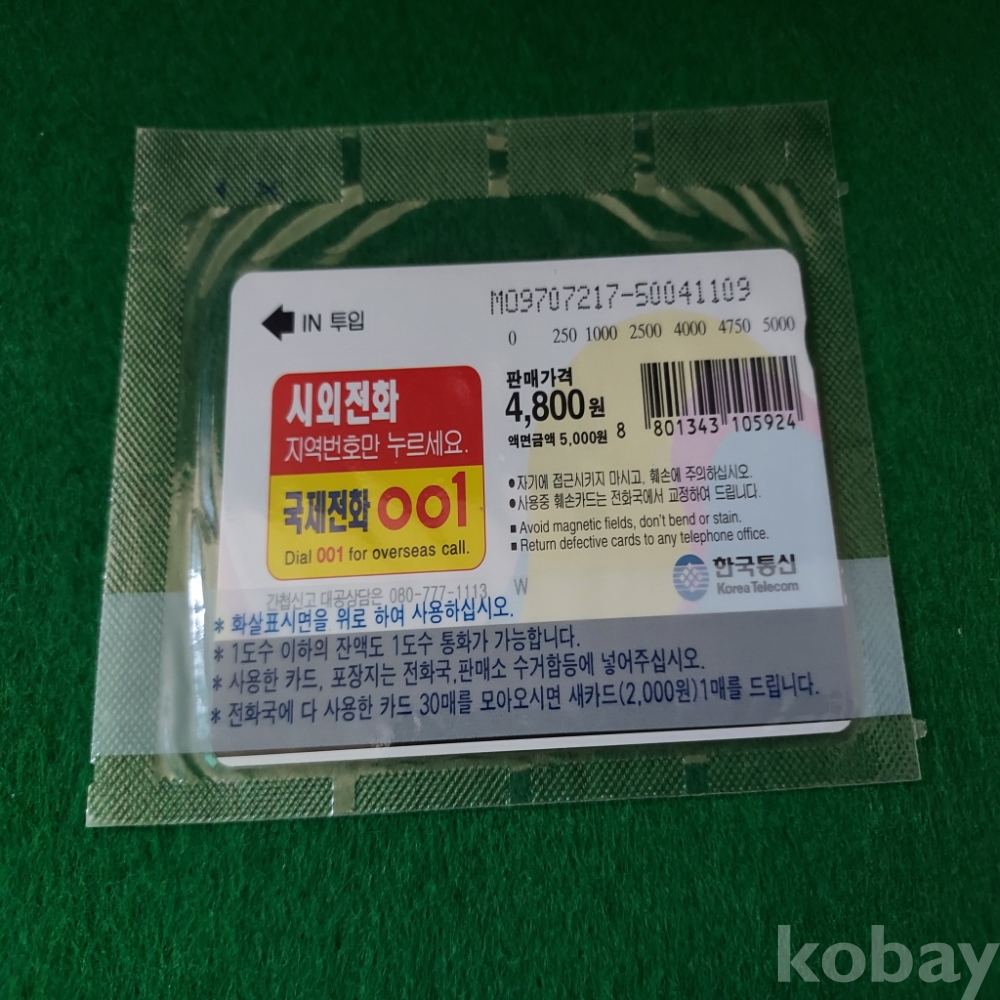 IN 투입
MO9707217-50041109
0 250 1000 2500 4000 4750 5000
시외전화
지역번호만 누르세요.
국제전화 001
Dial 001 for overseas call.
판매가격
4,800원
액면금액 5,000원
8 801343 105924
●자기에 접근시키지 마시고, 훼손에 주의하십시오.
●사용중 훼손카드는 전화국에서 교정하여 드립니다.
■ Avoid magnetic fields, don't bend or stain.
■ Return defective cards to any telephone office.
한국통신
Korea Telecom
간첩신고 대공상담은 080-777-1113 W
* 화살표시면을 위로 하여 사용하십시오.
* 1도수 이하의 잔액도 1도수 통화가 가능합니다.
* 사용한 카드, 포장지는 전화국,판매소 수거함등에 넣어주십시오.
* 전화국에 다 사용한 카드 30매를 모아오시면 새카드(2,000원)1매를 드립니다.
kobay